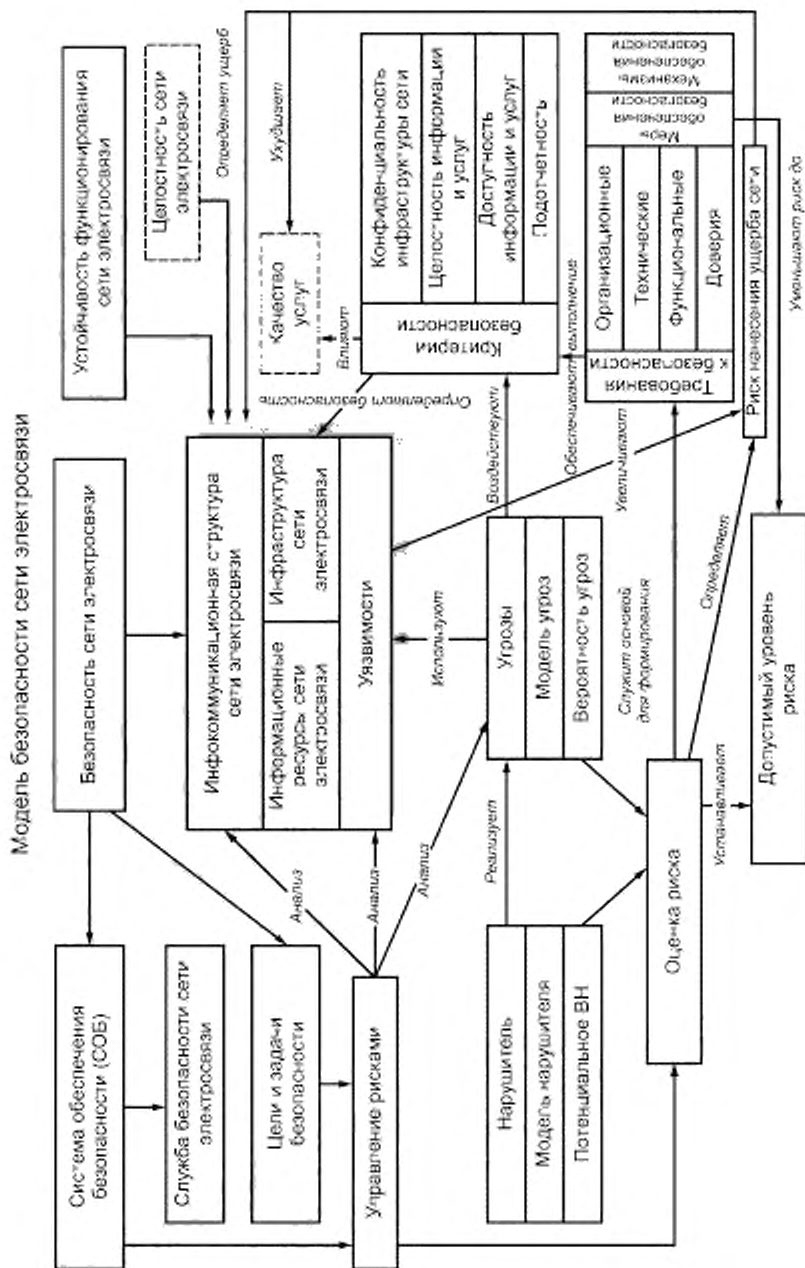 Модель безопасности сети электросвязи
Система обеспечения
безопасности (СОБ)
Служба безопасности сети
электросвязи
Цели и задачи
безопасности
Управление рисками
Безопасность сети электросвязи
Устойчивость функционирования
сети электросвязи
Целостность сети
электросвязи
Определяет ущерб
Ухудшает
Инфокоммуникационная структура
сети электросвязи
Информационные
ресурсы сети
электросвязи
Инфраструктура
сети
электросвязи
Уязвимости
Анализ
Анализ
Анализ
Качество
услуг
Влияют
Определяют безопасность
Критерии
безопасности
Конфиденциальность
инфраструктуры сети
Целостность информации
и услуг
Доступность
информации и услуг
Подотчетность
Используют
Воздействуют
Нарушитель
Модель нарушителя
Потенциальное ВН
Реализует
Угрозы
Модель угроз
Вероятность угроз
Обеспечивают выполнение
Увеличивают
Служит основой
для формирования
Требования
к безопасности
Организационные
Технические
Функциональные
Доверия
Меры
обеспечения
безопасности
Механизмы
обеспечения
безопасности
Оценка риска
Определяет
Устанавливают
Риск нанесения ущерба сети
Уменьшают риск до
Допустимый уровень
риска